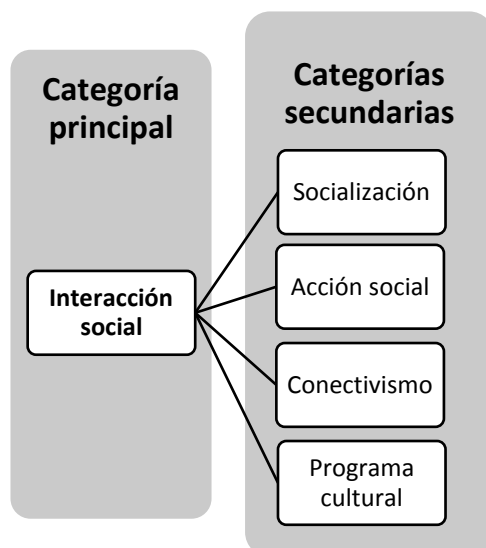 Categoría
principal
Interacción
social
Categorías
secundarias
Socialización
Acción social
Conectivismo
Programa
cultural